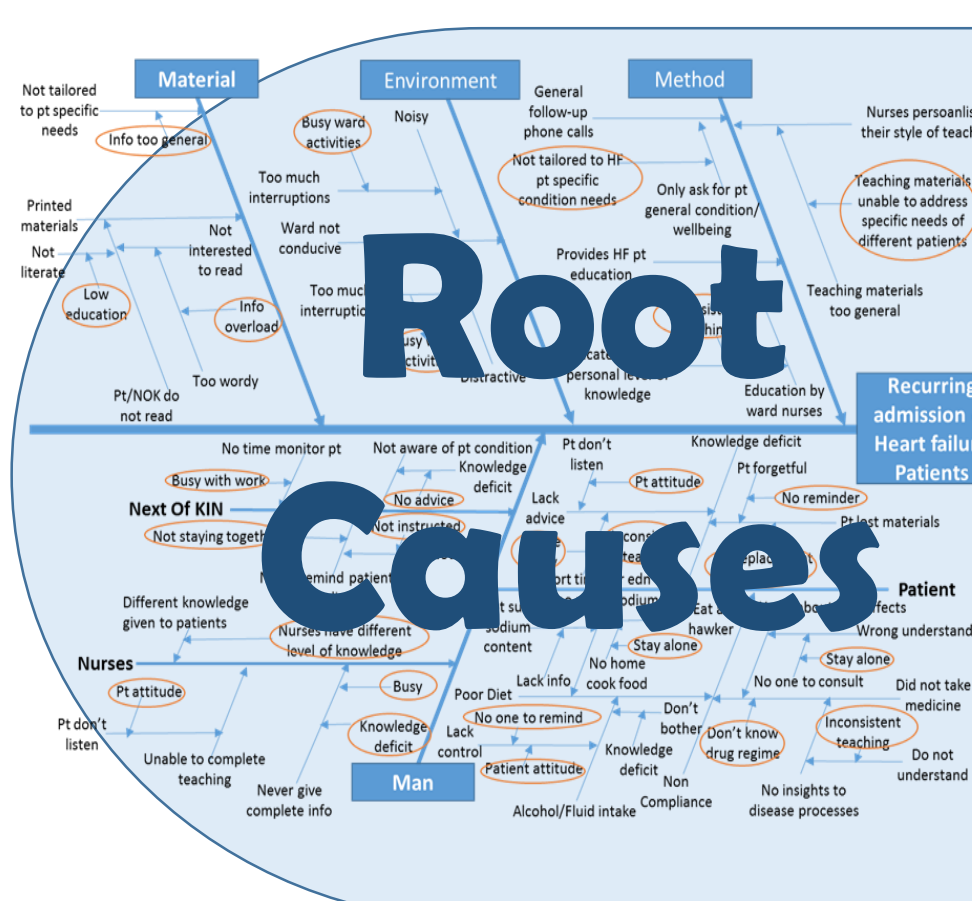 Material
Environment
Method
Not tailored
to pt specific
needs
Info too general
Printed
materials
Not
literate
Low
education
Not
interested
to read
Info
overload
Too wordy
Pt/NOK do
not read
Busy ward
activities
Noisy
Too much
interruptions
Ward not
conducive
Too much
Distractive
General
follow-up
phone calls
Not tailored to HF
pt specific
condition needs
Only ask for pt
general condition/
wellbeing
Provides HF pt
education
personal level of
knowledge
Nurses persoanlis
their style of teach
Teaching materials
unable to address
specific needs of
different patients
Teaching materials
too general
Education by
ward nurses
Root
Causes
Recurring
admission
Heart failu
Patients
No time monitor pt
Busy with work
Next Of KIN
Not staying togeth
Not aware of pt condition
Knowledge
deficit
No advice
Not instructed
Different knowledge
given to patients
Nurses have different
level of knowledge
Nurses
Pt attitude
Pt don't
listen
Unable to complete
teaching
Never give
complete info
Busy
Knowledge
deficit
Man
Pt don't
listen
Pt attitude
Lack
advice
Knowledge deficit
Pt forgetful
No reminder
Pt lost materials
Patient
sodium
content
Lack info
No home
cook food
Stay alone
Eat
hawker
Wrong understand
Stay alone
No one to consult
Poor Diet
No one to remind
Lack
control
Patient attitude
Don't
bother
Knowledge
deficit
Alcohol/Fluid intake
Non
Compliance
Don't know
drug regime
Did not take
medicine
Inconsistent
teaching
Do not
understand
No insights to
disease processes